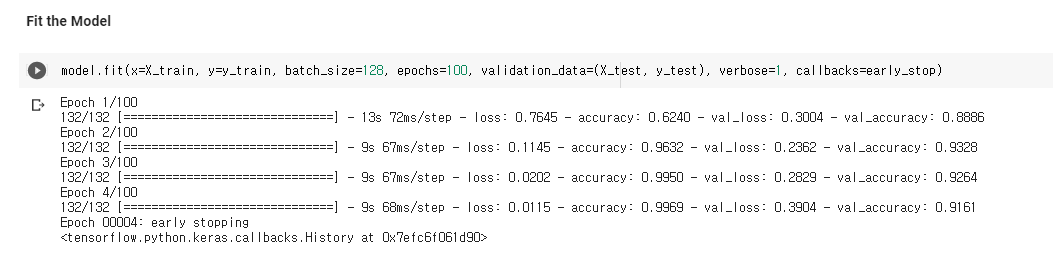 Fit the Model
model.fit(x=X_train, y=y_train, batch_size=128, epochs=100, validation_data=(X_test, y_test), verbose=1, callbacks=early_stop)
Epoch 1/100
132/132 [==============================] - 13s 72ms/step - loss: 0.7645 - accuracy: 0.6240 - val_loss: 0.3004 - val_accuracy: 0.8886
Epoch 2/100
132/132 [==============================] - 9s 67ms/step - loss: 0.1145 - accuracy: 0.9632 - val_loss: 0.2362 - val_accuracy: 0.9328
Epoch 3/100
132/132 [==============================] - 9s 67ms/step - loss: 0.0202 - accuracy: 0.9950 - val_loss: 0.2829 - val_accuracy: 0.9264
Epoch 4/100
132/132 [==============================] - 9s 68ms/step - loss: 0.0115 - accuracy: 0.9969 - val_loss: 0.3904 - val_accuracy: 0.9161
Epoch 00004: early stopping
<tensorflow.python.keras.callbacks.History at 0x7efc6f061d90>